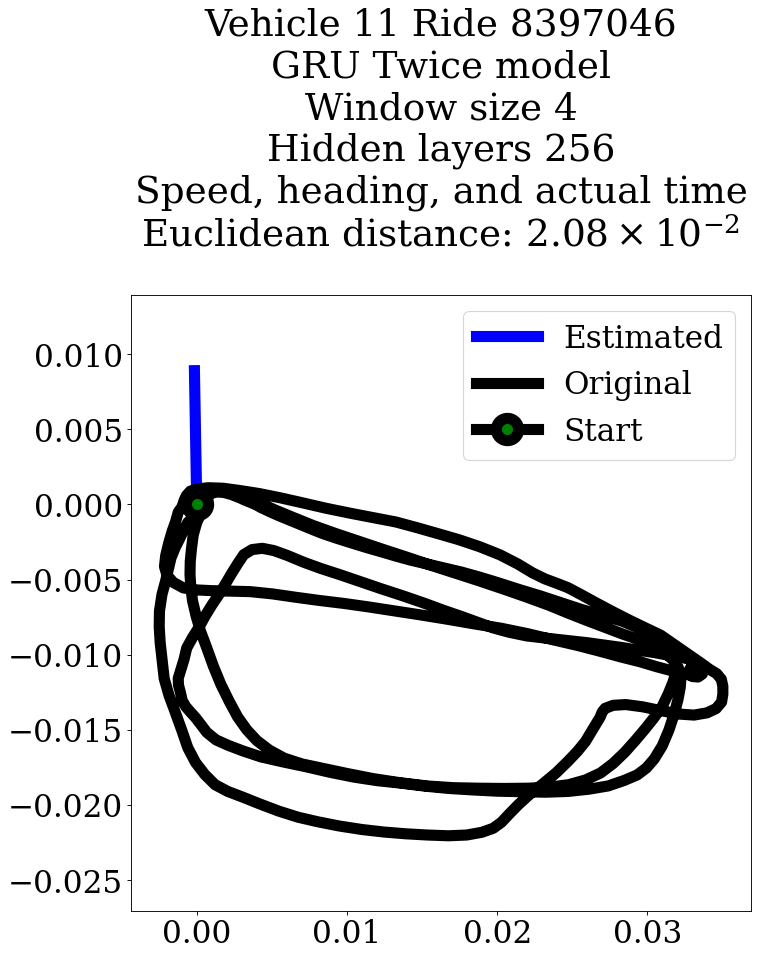 Vehicle 11 Ride 8397046
GRU Twice model
Window size 4
Hidden layers 256
Speed, heading, and actual time
Euclidean distance: 2.08 × 10⁻²
Estimated
Original
Start
0.010
0.005
0.000
−0.005
−0.010
−0.015
−0.020
−0.025
0.00 0.01 0.02 0.03